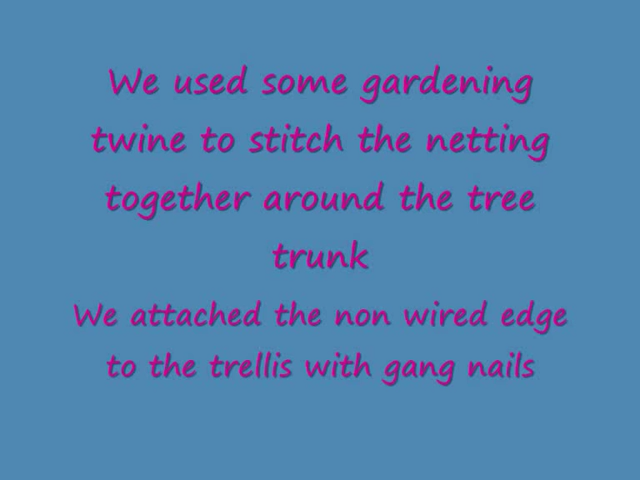 We used some gardening
twine to stitch the netting
together around the tree
trunk
We attached the non wired edge
to the trellis with gang nails